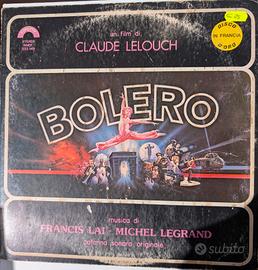 un film di
CLAUDE LELOUCH
DISCO
IN FRANCIA
D'ORO
BOLERO
musica di
FRANCIS LAI - MICHEL LEGRAND
colonna sonora originale
subito